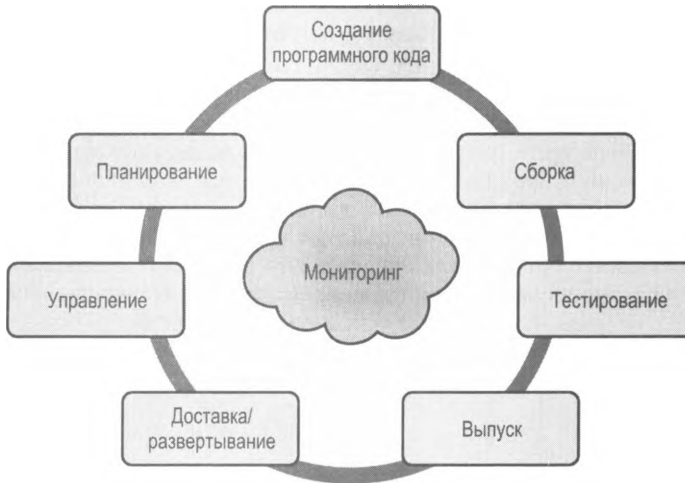 Создание
программного кода
Планирование
Сборка
Мониторинг
Управление
Тестирование
Доставка/
развертывание
Выпуск